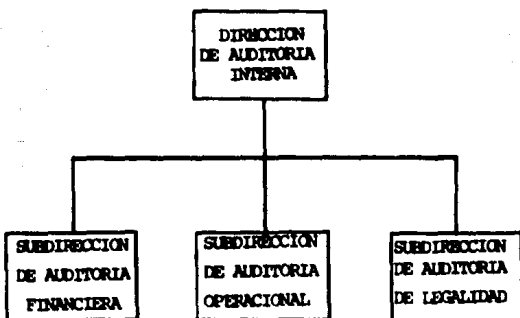 DIRECCION
DE AUDITORIA
INTERNA
SUBDIRECCION
DE AUDITORIA
FINANCIERA
SUBDIRECCION
DE AUDITORIA
OPERACIONAL
SUBDIRECCION
DE AUDITORIA
DE LEGALIDAD